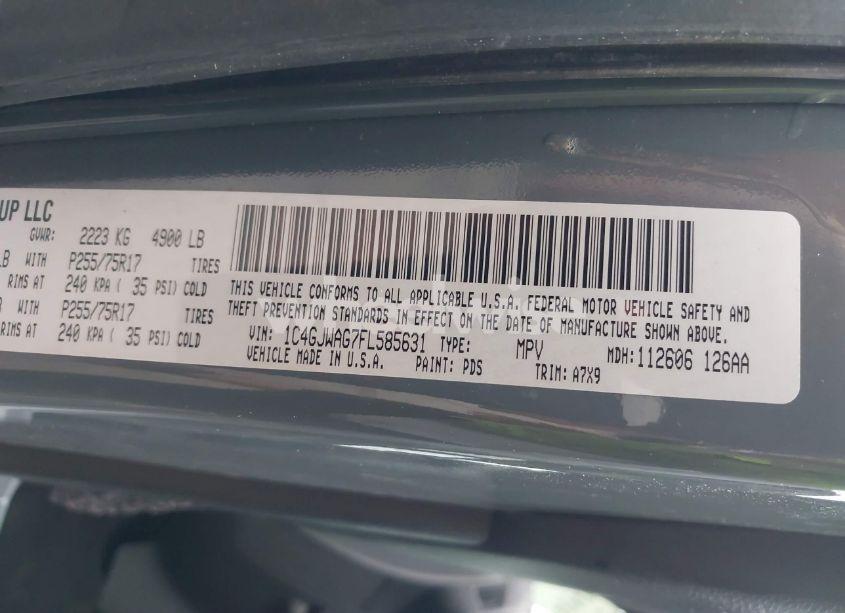 UP LLC
GVWR: 2223 KG 4900 LB
LB WITH P255/75R17 TIRES
RIMS AT 240 KPA ( 35 PSI) COLD
B WITH P255/75R17 TIRES
RIMS AT 240 KPA ( 35 PSI) COLD
THIS VEHICLE CONFORMS TO ALL APPLICABLE U.S.A. FEDERAL MOTOR VEHICLE SAFETY AND
THEFT PREVENTION STANDARDS IN EFFECT ON THE DATE OF MANUFACTURE SHOWN ABOVE.
VIN: 1C4GJWAG7FL585631 TYPE: MPV MDH: 112606 126AA
VEHICLE MADE IN U.S.A. PAINT: PDS TRIM: A7X9